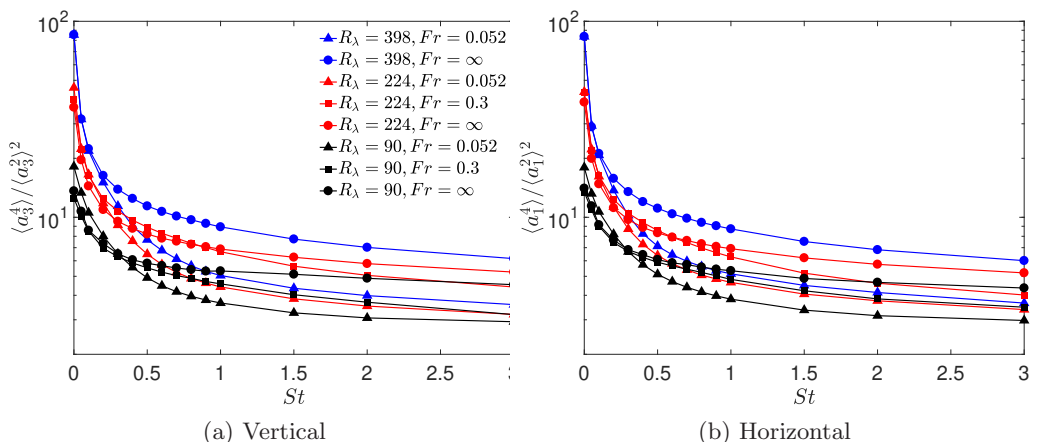 10^2
10^1
⟨a_3^4⟩/⟨a_3^2⟩^2
R_λ = 398, Fr = 0.052
R_λ = 398, Fr = ∞
R_λ = 224, Fr = 0.052
R_λ = 224, Fr = 0.3
R_λ = 224, Fr = ∞
R_λ = 90, Fr = 0.052
R_λ = 90, Fr = 0.3
R_λ = 90, Fr = ∞
0 0.5 1 1.5 2 2.5 3
St
(a) Vertical
10^2
10^1
⟨a_1^4⟩/⟨a_1^2⟩^2
0 0.5 1 1.5 2 2.5 3
St
(b) Horizontal